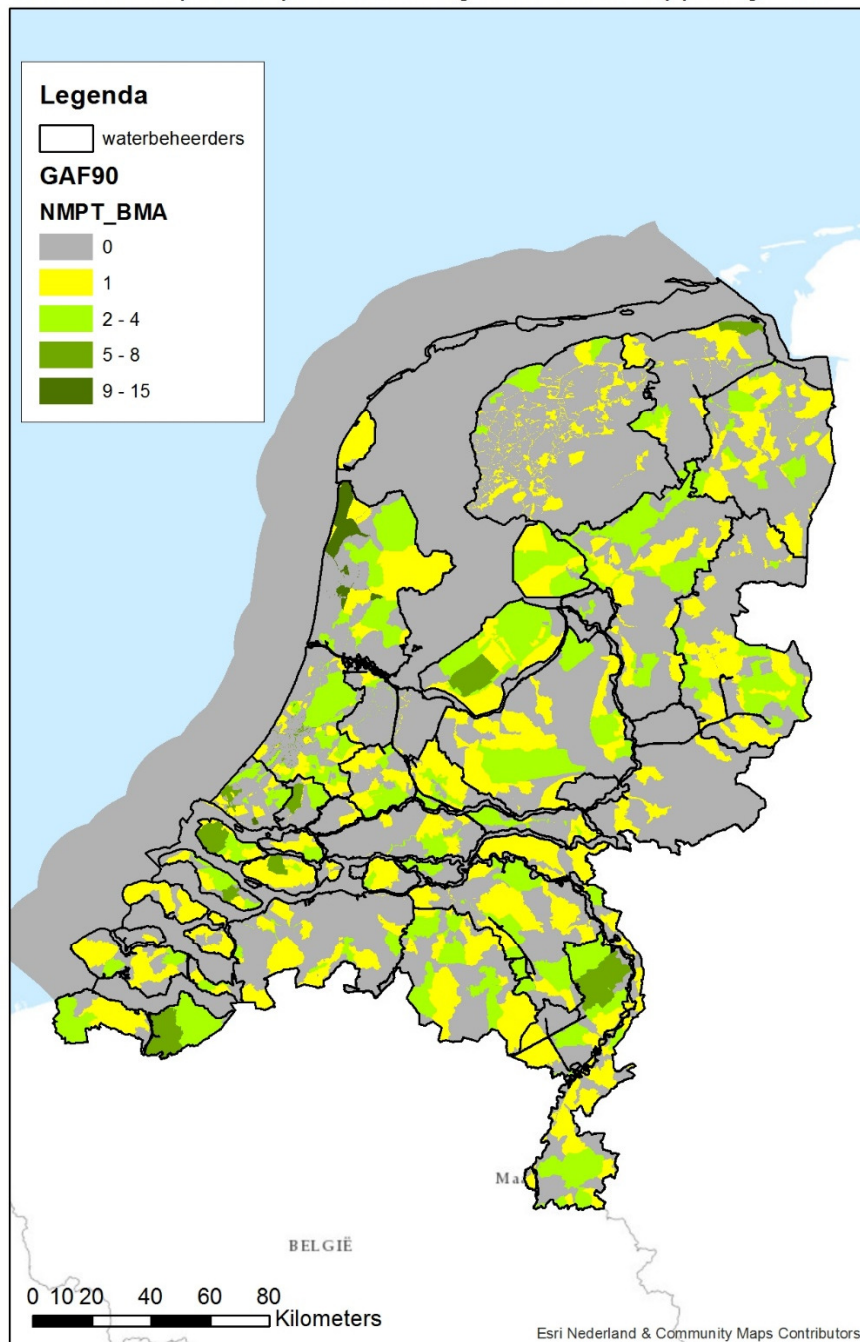 Legenda
waterbeheerders
GAF90
NMPT_BMA
0
1
2 - 4
5 - 8
9 - 15
Ma
BELGIË
0 10 20 40 60 80
Kilometers
Esri Nederland & Community Maps Contributors